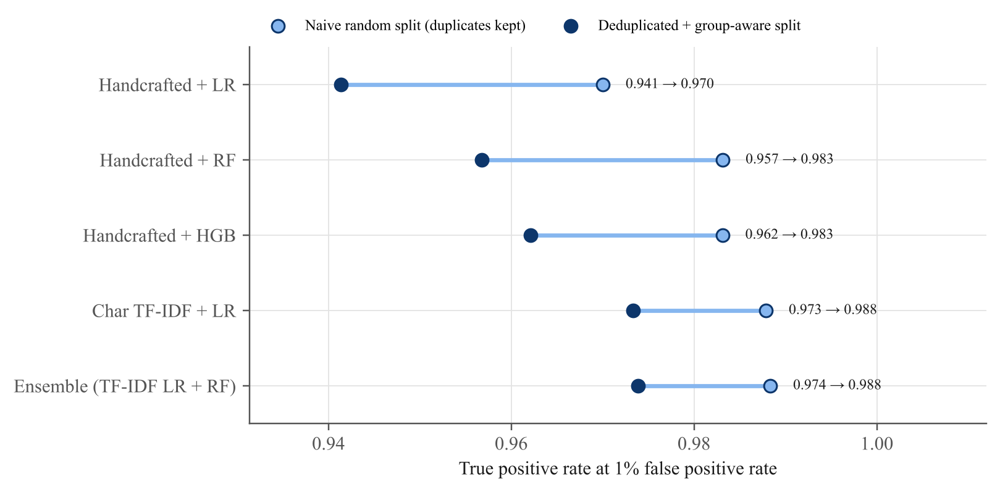 Naive random split (duplicates kept) Deduplicated + group-aware split
Handcrafted + LR 0.941 → 0.970
Handcrafted + RF 0.957 → 0.983
Handcrafted + HGB 0.962 → 0.983
Char TF-IDF + LR 0.973 → 0.988
Ensemble (TF-IDF LR + RF) 0.974 → 0.988
0.94 0.96 0.98 1.00
True positive rate at 1% false positive rate